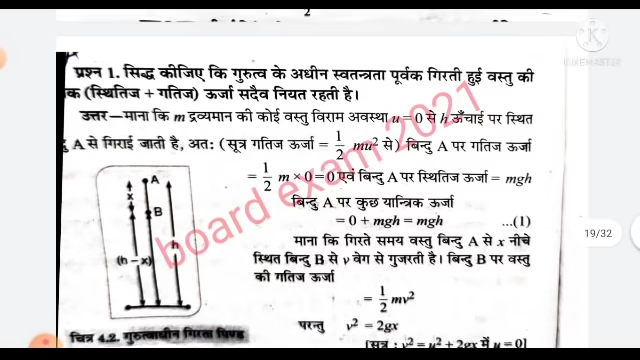 2
प्रश्न 1. सिद्ध कीजिए कि गुरुत्व के अधीन स्वतन्त्रता पूर्वक गिरती हुई वस्तु की
क (स्थितिज + गतिज) ऊर्जा सदैव नियत रहती है।
उत्तर—माना कि m द्रव्यमान की कोई वस्तु विराम अवस्था u = 0 से h ऊँचाई पर स्थित
दु A से गिराई जाती है, अत: (सूत्र गतिज ऊर्जा = 1/2 mu² से) बिन्दु A पर गतिज ऊर्जा
= 1/2 m × 0 = 0 एवं बिन्दु A पर स्थितिज ऊर्जा = mgh
बिन्दु A पर कुछ यान्त्रिक ऊर्जा
= 0 + mgh = mgh ...(1)
माना कि गिरते समय वस्तु बिन्दु A से x नीचे
स्थित बिन्दु B से v वेग से गुजरती है। बिन्दु B पर वस्तु
की गतिज ऊर्जा
= 1/2 mv²
परन्तु v² = 2gx
[सूत्र : v² = u² + 2gx में u = 0]
A
x
B
h
(h – x)
चित्र 4.2. गुरुत्वाधीन गिरता पिण्ड
board exam 2021
19/32